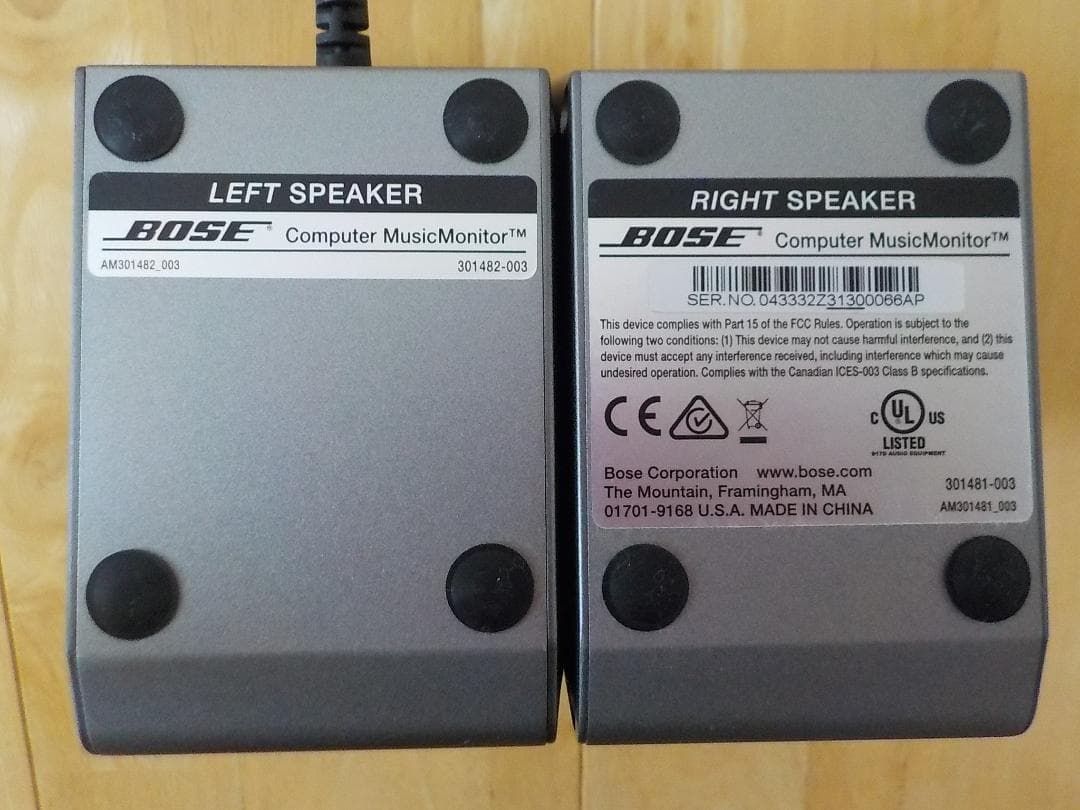 LEFT SPEAKER
BOSE® Computer MusicMonitor™
AM301482_003 301482-003
RIGHT SPEAKER
BOSE® Computer MusicMonitor™
SER.NO. 043332Z31300066AP
This device complies with Part 15 of the FCC Rules. Operation is subject to the
following two conditions: (1) This device may not cause harmful interference, and (2) this
device must accept any interference received, including interference which may cause
undesired operation. Complies with the Canadian ICES-003 Class B specifications.
CE
C UL US
LISTED
917D AUDIO EQUIPMENT
Bose Corporation www.bose.com
The Mountain, Framingham, MA
01701-9168 U.S.A. MADE IN CHINA
301481-003
AM301481_003